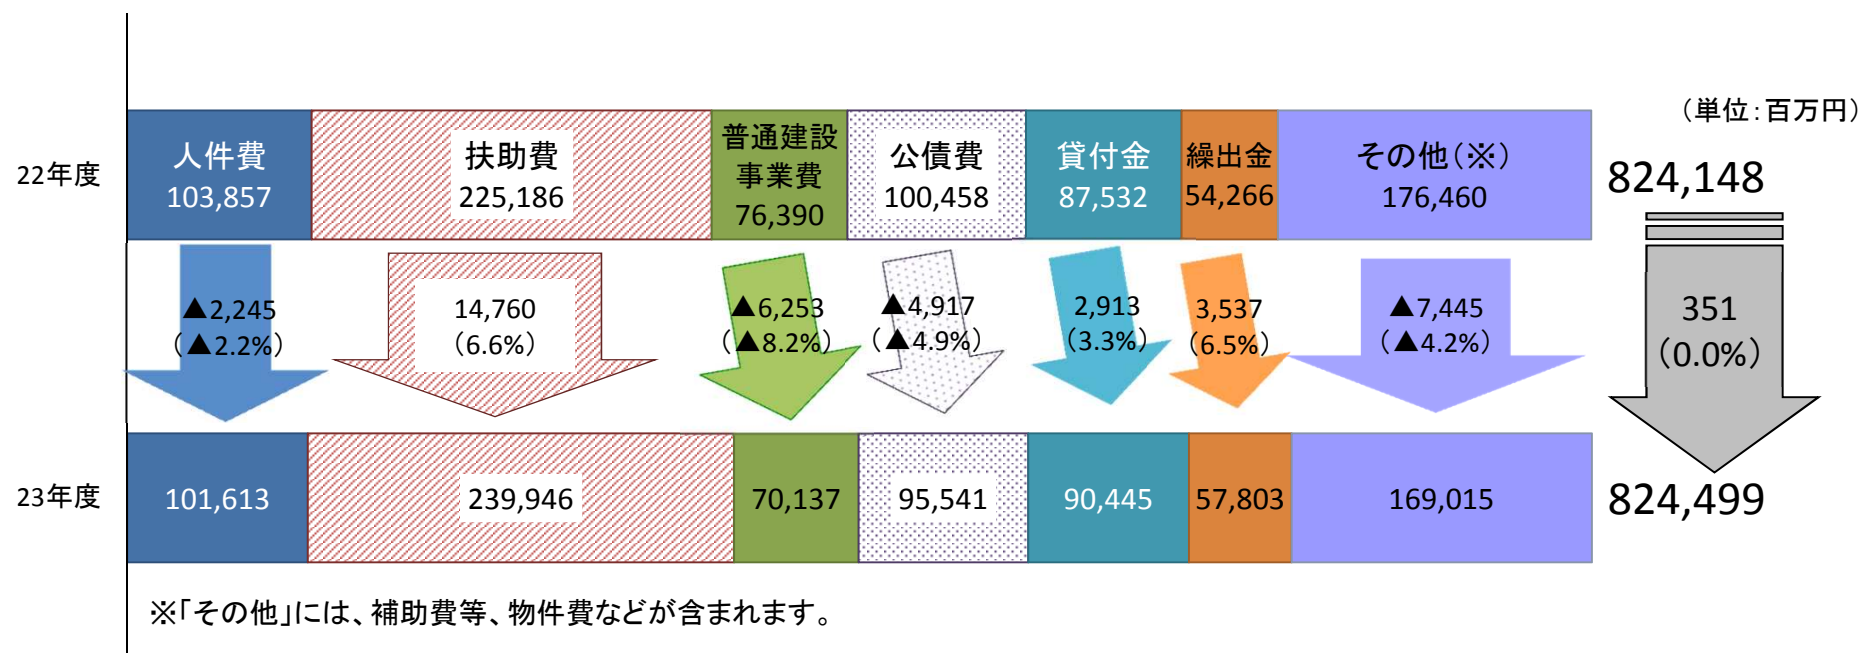 (単位：百万円)
22年度
人件費
103,857
扶助費
225,186
普通建設
事業費
76,390
公債費
100,458
貸付金
87,532
繰出金
54,266
その他(※)
176,460
824,148
▲2,245
(▲2.2%)
14,760
(6.6%)
▲6,253
(▲8.2%)
▲4,917
(▲4.9%)
2,913
(3.3%)
3,537
(6.5%)
▲7,445
(▲4.2%)
351
(0.0%)
23年度
101,613
239,946
70,137
95,541
90,445
57,803
169,015
824,499
※「その他」には、補助費等、物件費などが含まれます。